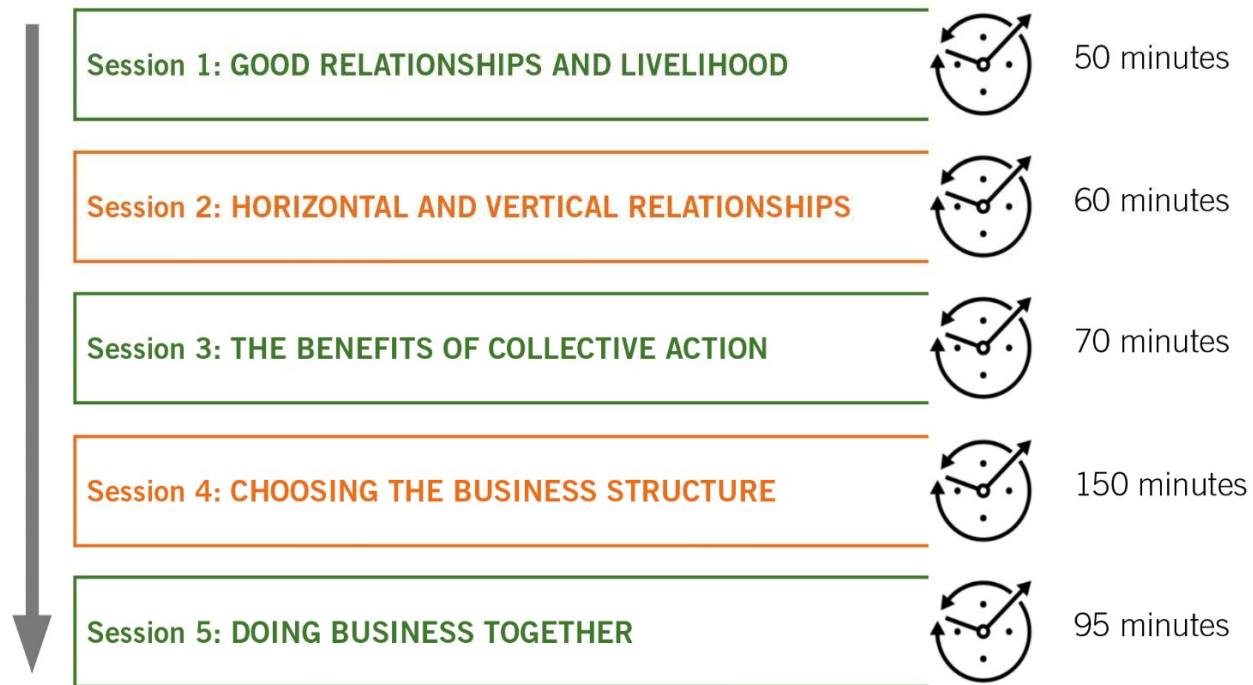 Session 1: GOOD RELATIONSHIPS AND LIVELIHOOD
50 minutes
Session 2: HORIZONTAL AND VERTICAL RELATIONSHIPS
60 minutes
Session 3: THE BENEFITS OF COLLECTIVE ACTION
70 minutes
Session 4: CHOOSING THE BUSINESS STRUCTURE
150 minutes
Session 5: DOING BUSINESS TOGETHER
95 minutes